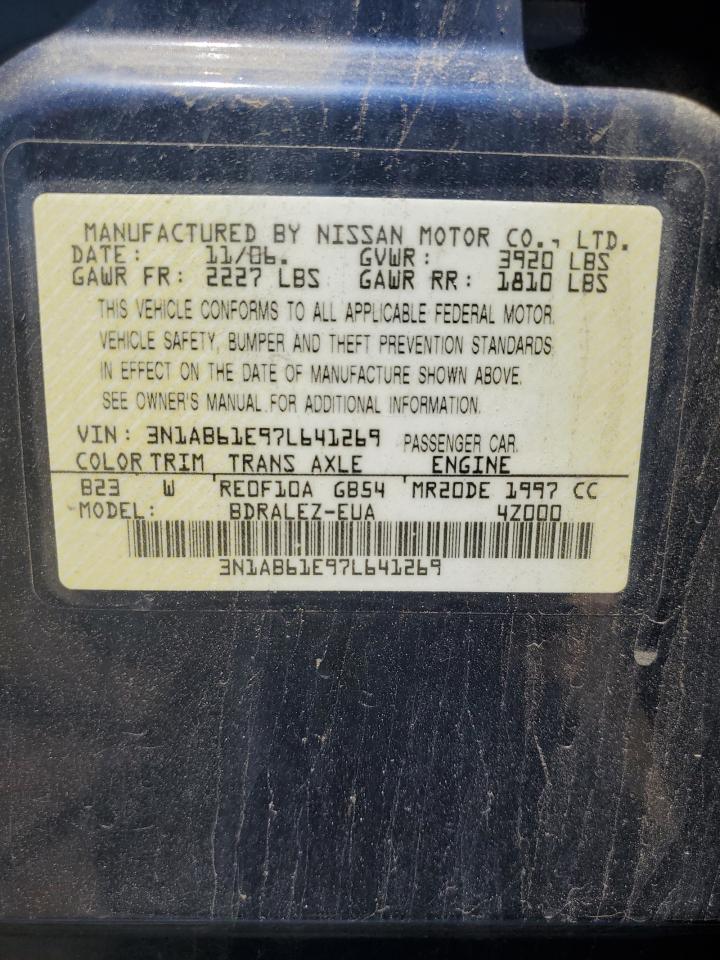 MANUFACTURED BY NISSAN MOTOR CO., LTD.
DATE: 11/06. GVWR: 3920 LBS
GAWR FR: 2227 LBS GAWR RR: 1810 LBS
THIS VEHICLE CONFORMS TO ALL APPLICABLE FEDERAL MOTOR
VEHICLE SAFETY, BUMPER AND THEFT PREVENTION STANDARDS
IN EFFECT ON THE DATE OF MANUFACTURE SHOWN ABOVE.
SEE OWNER'S MANUAL FOR ADDITIONAL INFORMATION.
VIN: 3N1AB61E97L641269 PASSENGER CAR
COLOR TRIM TRANS AXLE ENGINE
B23 W RE0F10A GB54 MR20DE 1997 CC
MODEL: BDRALEZ-EUA 4Z000
3N1AB61E97L641269